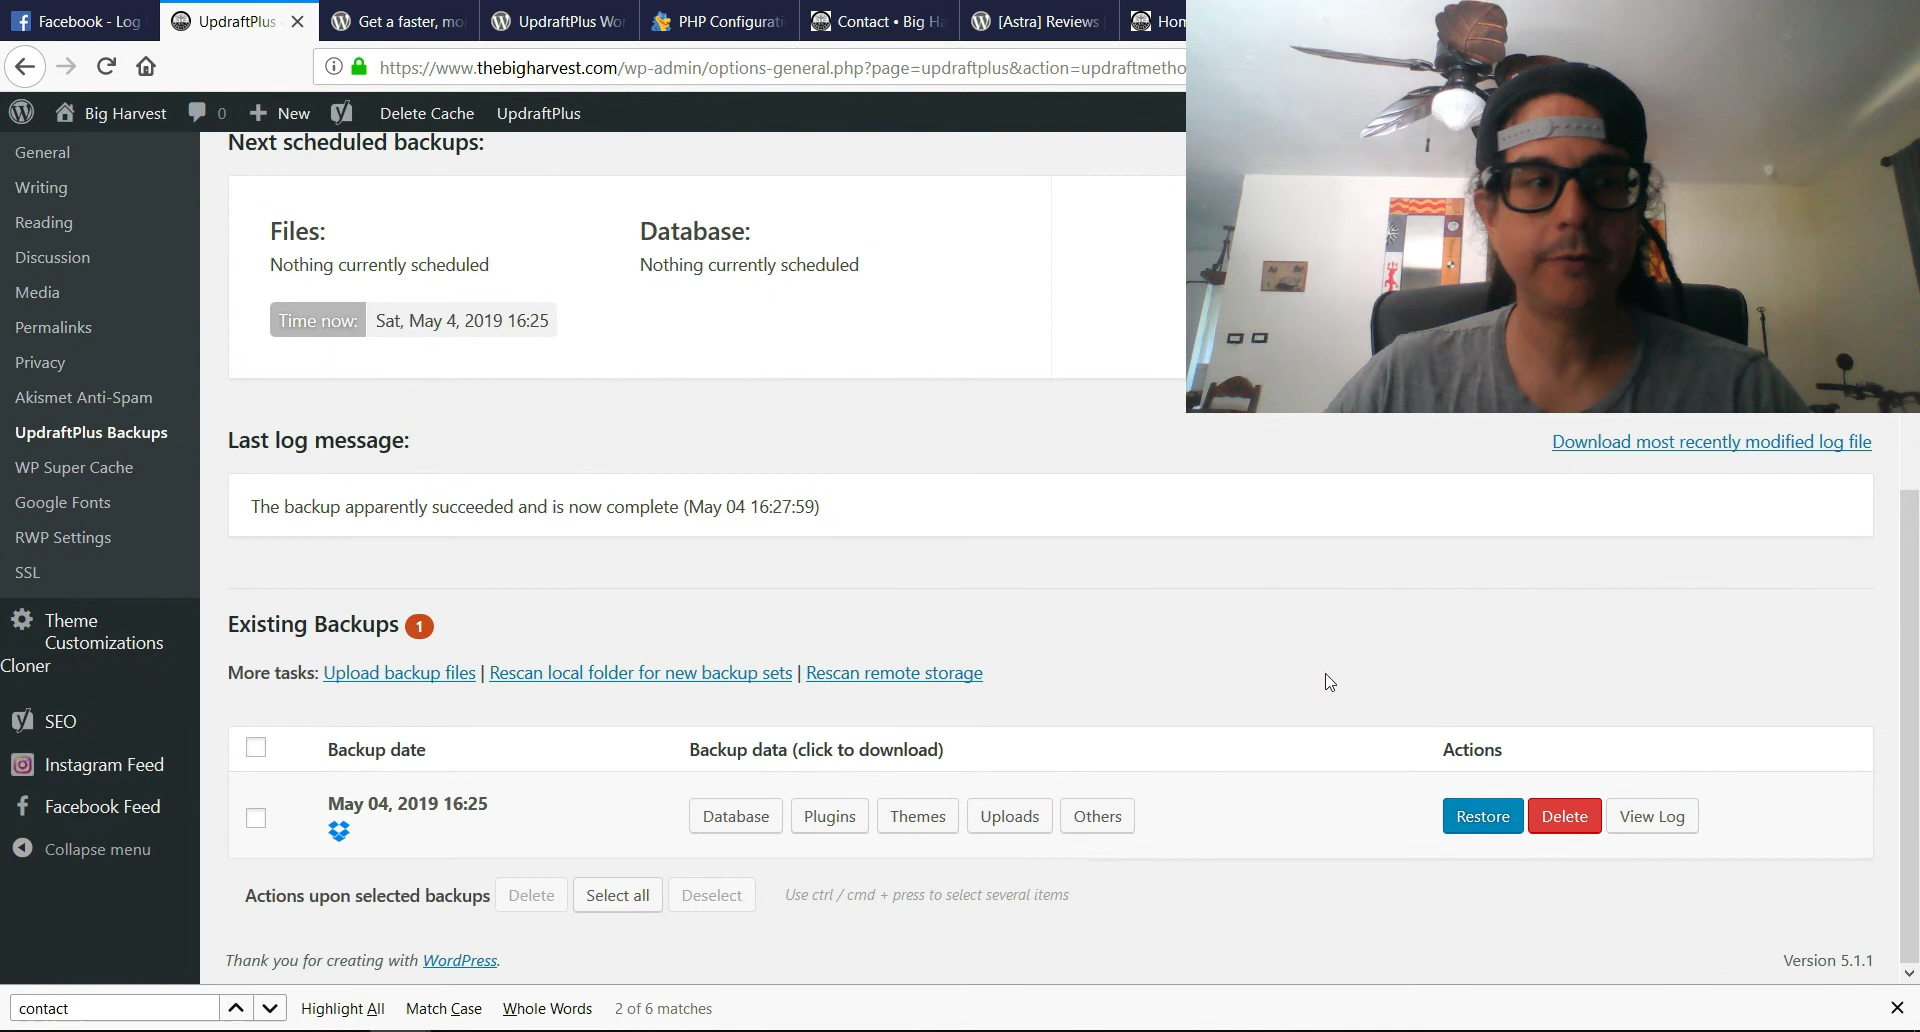 Facebook - Log
UpdraftPlus
Get a faster, mo
UpdraftPlus Wor
PHP Configurati
Contact • Big Ha
[Astra] Reviews
Hom
https://www.thebigharvest.com/wp-admin/options-general.php?page=updraftplus&action=updraftmetho
Big Harvest
0
New
Delete Cache
UpdraftPlus
General
Writing
Reading
Discussion
Media
Permalinks
Privacy
Akismet Anti-Spam
UpdraftPlus Backups
WP Super Cache
Google Fonts
RWP Settings
SSL
Theme
Customizations
Cloner
SEO
Instagram Feed
Facebook Feed
Collapse menu
Next scheduled backups:
Files:
Nothing currently scheduled
Database:
Nothing currently scheduled
Time now: Sat, May 4, 2019 16:25
Last log message:
Download most recently modified log file
The backup apparently succeeded and is now complete (May 04 16:27:59)
Existing Backups 1
More tasks: Upload backup files | Rescan local folder for new backup sets | Rescan remote storage
Backup date
Backup data (click to download)
Actions
May 04, 2019 16:25
Database
Plugins
Themes
Uploads
Others
Restore
Delete
View Log
Actions upon selected backups
Delete
Select all
Deselect
Use ctrl / cmd + press to select several items
Thank you for creating with WordPress.
Version 5.1.1
contact
Highlight All
Match Case
Whole Words
2 of 6 matches